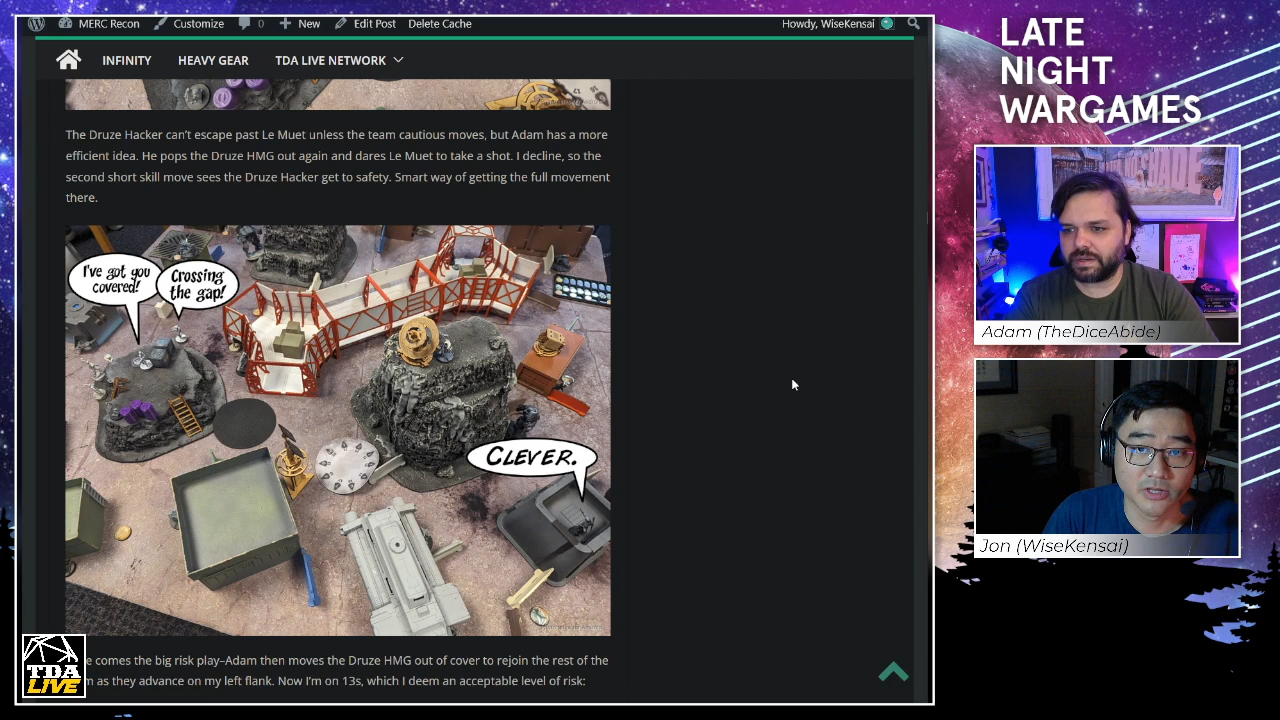 MERC Recon Customize 0 New Edit Post Delete Cache Howdy, WiseKensai
INFINITY HEAVY GEAR TDA LIVE NETWORK
The Druze Hacker can't escape past Le Muet unless the team cautious moves, but Adam has a more
efficient idea. He pops the Druze HMG out again and dares Le Muet to take a shot. I decline, so the
second short skill move sees the Druze Hacker get to safety. Smart way of getting the full movement
there.
I've got you
covered!
Crossing
the gap!
CLEVER.
e comes the big risk play–Adam then moves the Druze HMG out of cover to rejoin the rest of the
m as they advance on my left flank. Now I'm on 13s, which I deem an acceptable level of risk:
TDA
LIVE
LATE
NIGHT
WARGAMES
Adam (TheDiceAbide)
Jon (WiseKensai)